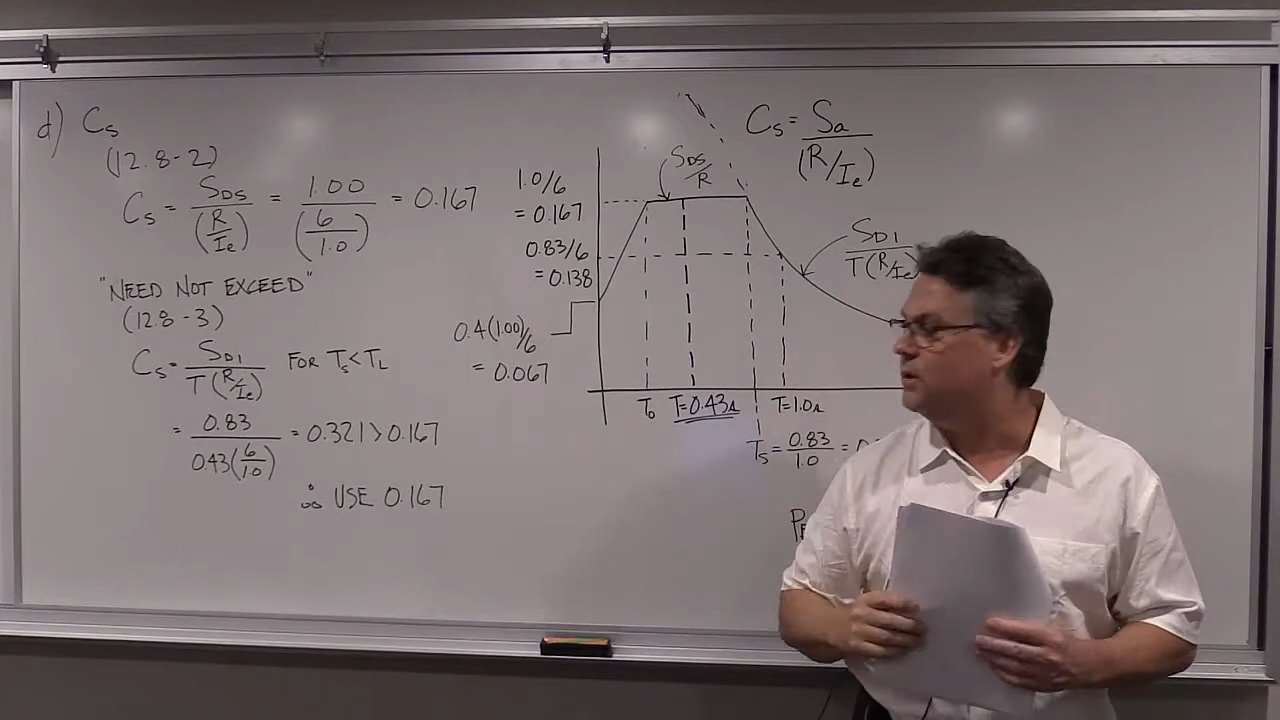 d) Cs
(12.8-2)
Cs = SDS / (R/Ie) = 1.00 / (6/1.0) = 0.167
"NEED NOT EXCEED"
(12.8-3)
Cs = SD1 / T(R/Ie) FOR Ts<TL
= 0.83 / 0.43(6/1.0) = 0.321 > 0.167
∴ USE 0.167
1.0/6
= 0.167
0.83/6
= 0.138
0.4(1.00)/6
= 0.067
SDS/R
Cs = Sa / (R/Ie)
SD1 / T(R/Ie)
To T=0.43s T=1.0s
Ts = 0.83/1.0 =